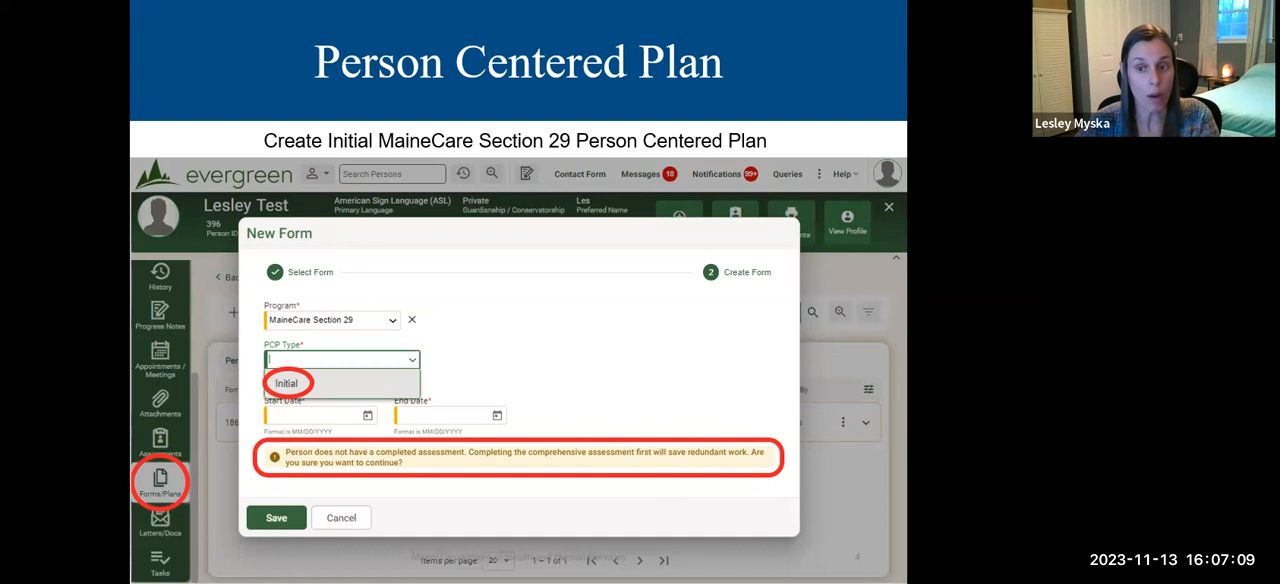 Person Centered Plan
Lesley Myska
Create Initial MaineCare Section 29 Person Centered Plan
evergreen
Search Persons
Contact Form
Messages 18
Notifications 99+
Queries
Help
Lesley Test
396
Person ID
American Sign Language (ASL)
Primary Language
Private
Guardianship / Conservatorship
Les
Preferred Name
View Profile
New Form
Select Form
2 Create Form
History
Progress Notes
Appointments / Meetings
Attachments
Forms/Plans
Letters/Docs
Tasks
Program*
MaineCare Section 29
PCP Type*
Initial
Start Date*
End Date*
Format is MM/DD/YYYY
Format is MM/DD/YYYY
Person does not have a completed assessment. Completing the comprehensive assessment first will save redundant work. Are
you sure you want to continue?
Save
Cancel
Items per page: 20
1 – 1 of 1
4
2023-11-13 16:07:09